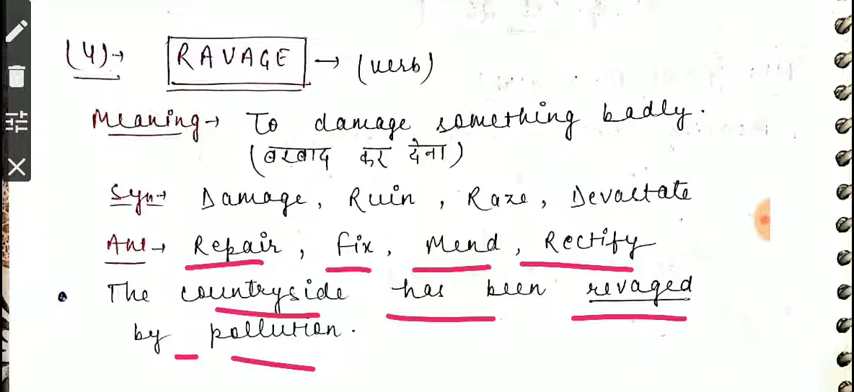 (4)→ RAVAGE → (verb)
Meaning→ To damage something badly.
(बरबाद कर देना)
Syn→ Damage, Ruin, Raze, Devastate
Ant→ Repair, Fix, Mend, Rectify
• The countryside has been revaged
by pollution.